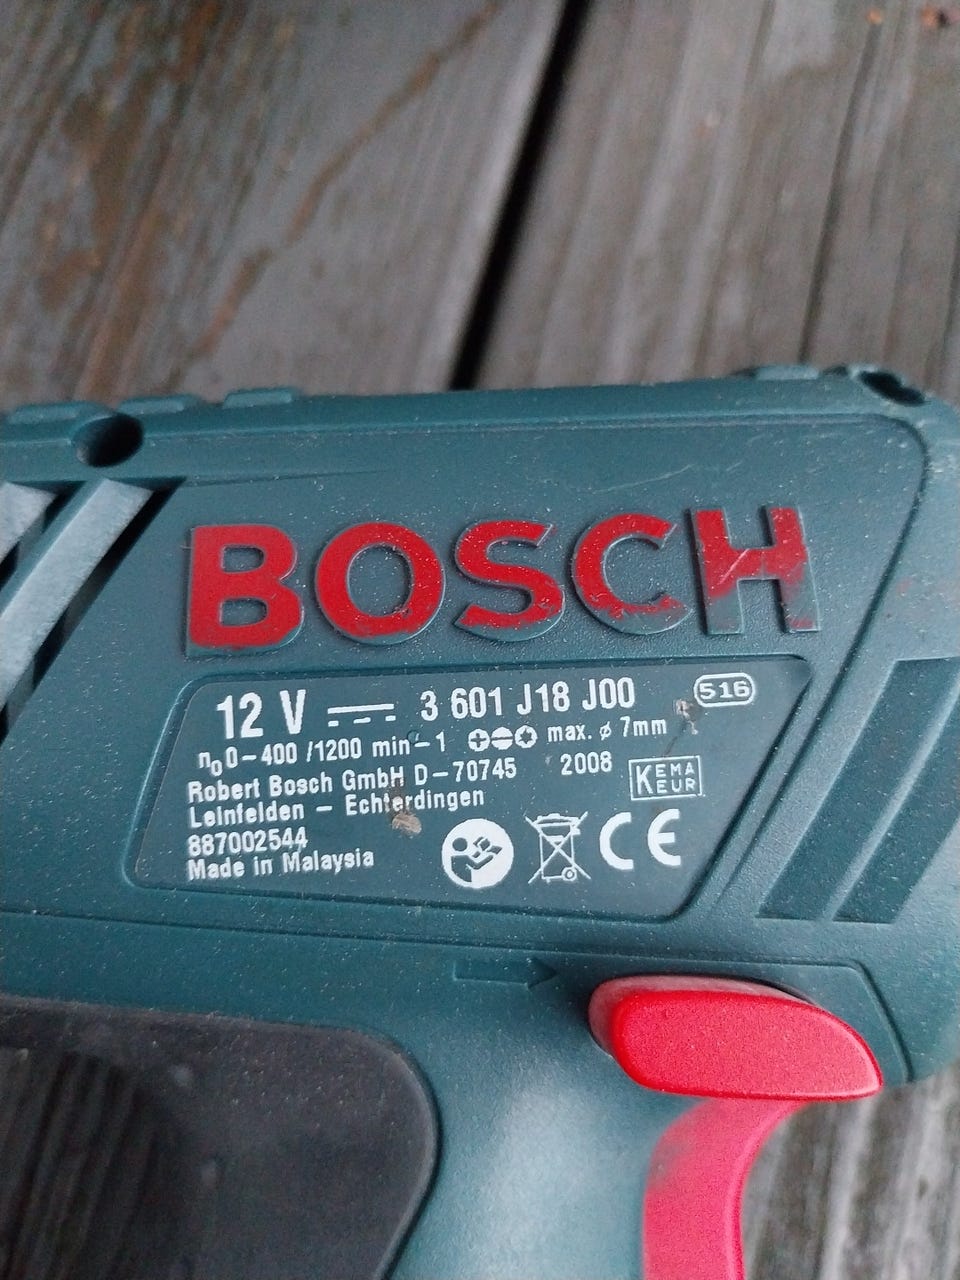 BOSCH
12 V 3 601 J18 J00 516
n0 0-400 /1200 min-1 max. ø 7mm
Robert Bosch GmbH D-70745 2008
Leinfelden - Echterdingen
KEMA
EUR
887002544
Made in Malaysia
CE